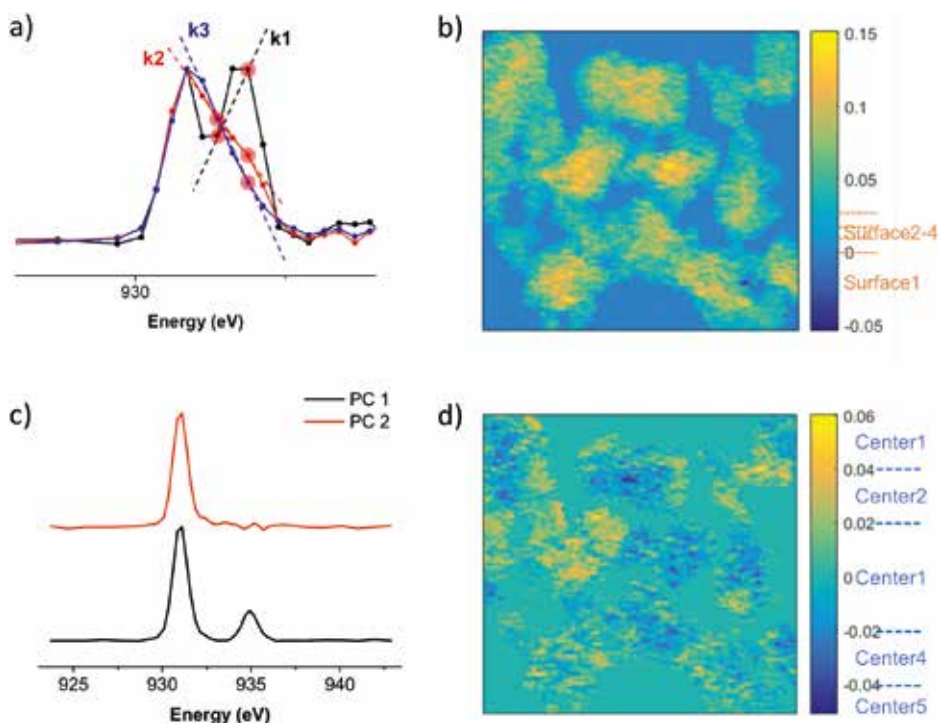 a)
k3
k1
k2
930
Energy (eV)
b)
0.15
0.1
0.05
Surface2-4
0
Surface1
-0.05
c)
PC 1
PC 2
925
930
935
940
Energy (eV)
d)
0.06
Center1
0.04
Center2
0.02
0
Center1
-0.02
Center4
-0.04
Center5